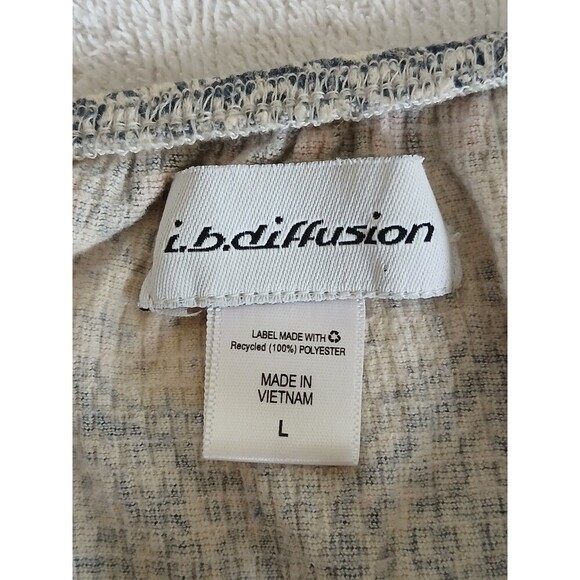 i.b.diffusion
LABEL MADE WITH
Recycled (100%) POLYESTER
MADE IN
VIETNAM
L